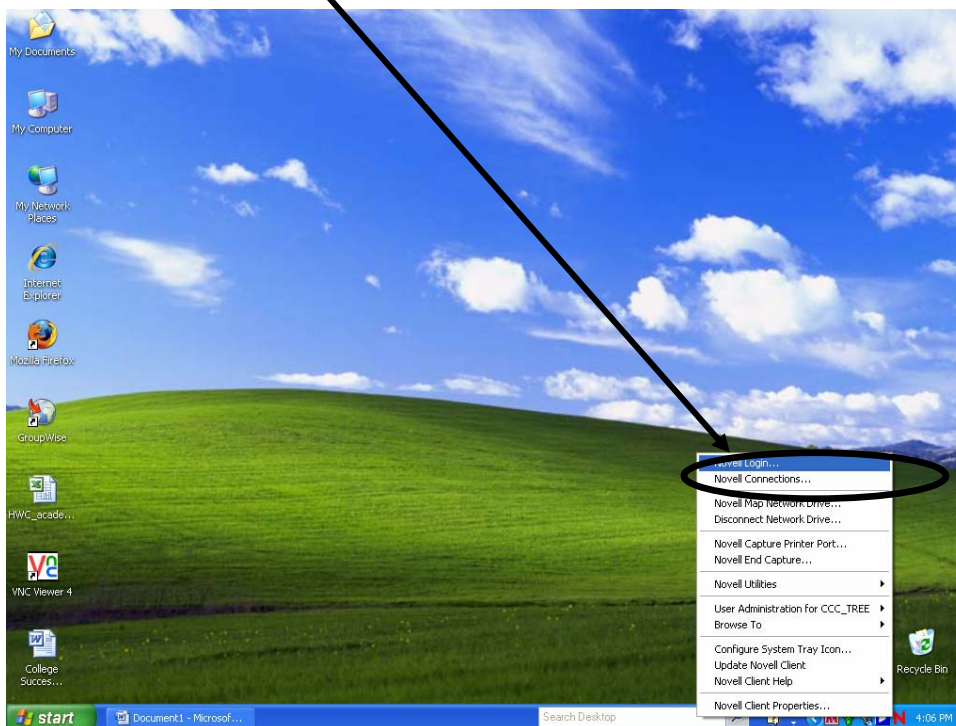 My Documents
My Computer
My Network
Places
Internet
Explorer
Mozilla Firefox
GroupWise
HWC_acade...
VNC Viewer 4
College
Succes...
Novell Login...
Novell Connections...
Novell Map Network Drive...
Disconnect Network Drive...
Novell Capture Printer Port...
Novell End Capture...
Novell Utilities
User Administration for CCC_TREE
Browse To
Configure System Tray Icon...
Update Novell Client
Novell Client Help
Novell Client Properties...
Recycle Bin
start
Document1 - Microsof...
Search Desktop
4:06 PM